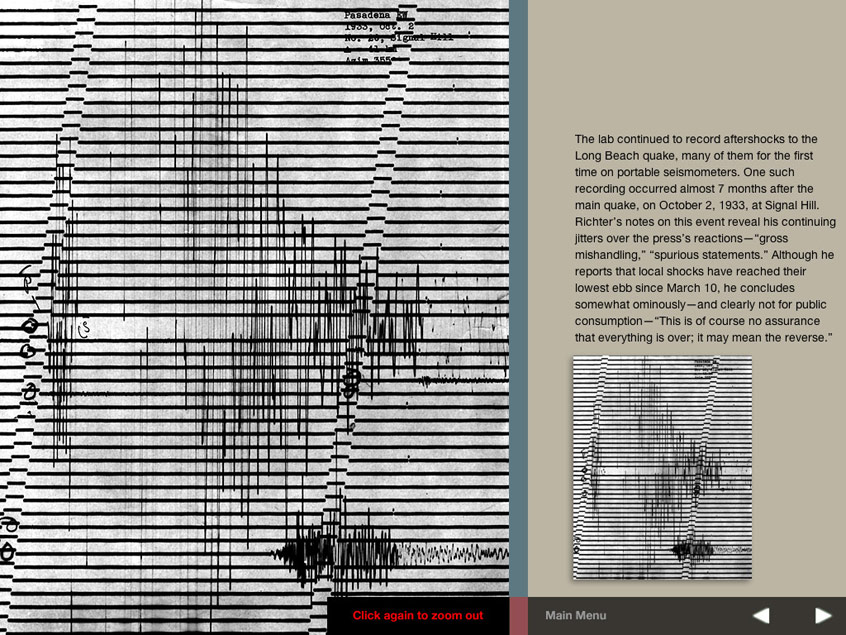 Pasadena EW
1933, Oct. 2
No. 20, Signal Hill
The lab continued to record aftershocks to the
Long Beach quake, many of them for the first
time on portable seismometers. One such
recording occurred almost 7 months after the
main quake, on October 2, 1933, at Signal Hill.
Richter’s notes on this event reveal his continuing
jitters over the press’s reactions—“gross
mishandling,” “spurious statements.” Although he
reports that local shocks have reached their
lowest ebb since March 10, he concludes
somewhat ominously—and clearly not for public
consumption—“This is of course no assurance
that everything is over; it may mean the reverse.”
Click again to zoom out
Main Menu